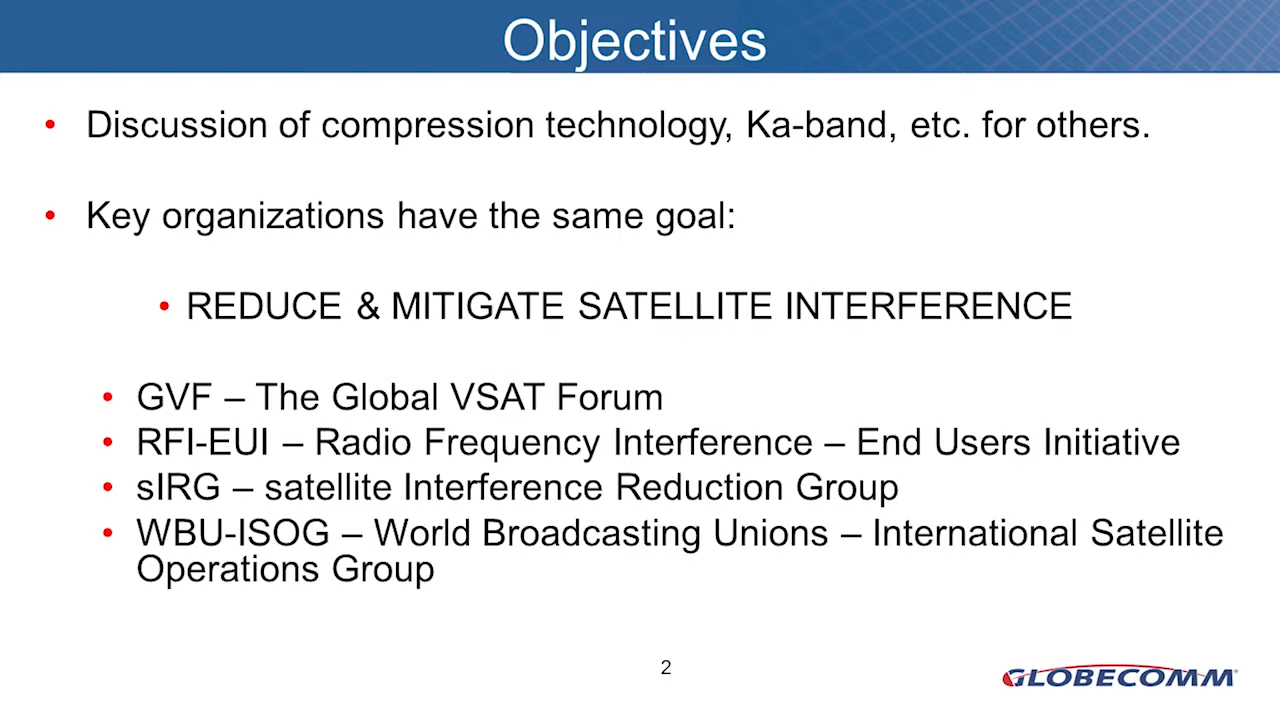 Objectives
• Discussion of compression technology, Ka-band, etc. for others.
• Key organizations have the same goal:
• REDUCE & MITIGATE SATELLITE INTERFERENCE
• GVF – The Global VSAT Forum
• RFI-EUI – Radio Frequency Interference – End Users Initiative
• sIRG – satellite Interference Reduction Group
• WBU-ISOG – World Broadcasting Unions – International Satellite
Operations Group
2
GLOBECOMM®